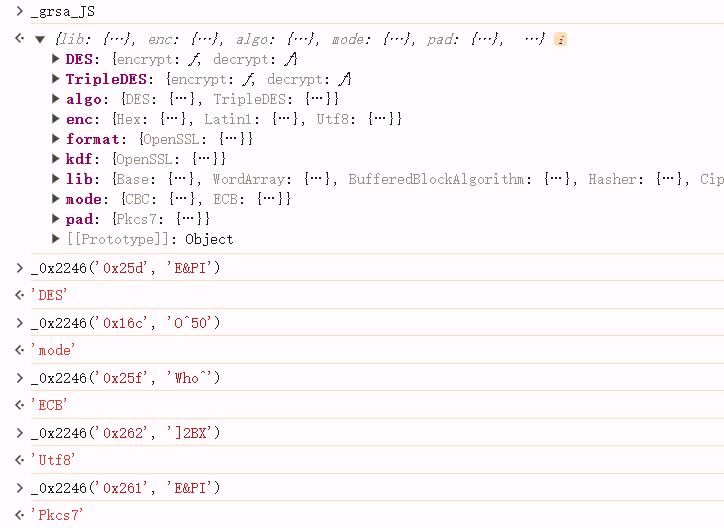 _grsa_JS
{lib: {…}, enc: {…}, algo: {…}, mode: {…}, pad: {…}, …} i
DES: {encrypt: ƒ, decrypt: ƒ}
TripleDES: {encrypt: ƒ, decrypt: ƒ}
algo: {DES: {…}, TripleDES: {…}}
enc: {Hex: {…}, Latin1: {…}, Utf8: {…}}
format: {OpenSSL: {…}}
kdf: {OpenSSL: {…}}
lib: {Base: {…}, WordArray: {…}, BufferedBlockAlgorithm: {…}, Hasher: {…}, Cip
mode: {CBC: {…}, ECB: {…}}
pad: {Pkcs7: {…}}
[[Prototype]]: Object
_0x2246('0x25d', 'E&PI')
'DES'
_0x2246('0x16c', 'O^50')
'mode'
_0x2246('0x25f', 'Who^')
'ECB'
_0x2246('0x262', ']2BX')
'Utf8'
_0x2246('0x261', 'E&PI')
'Pkcs7'